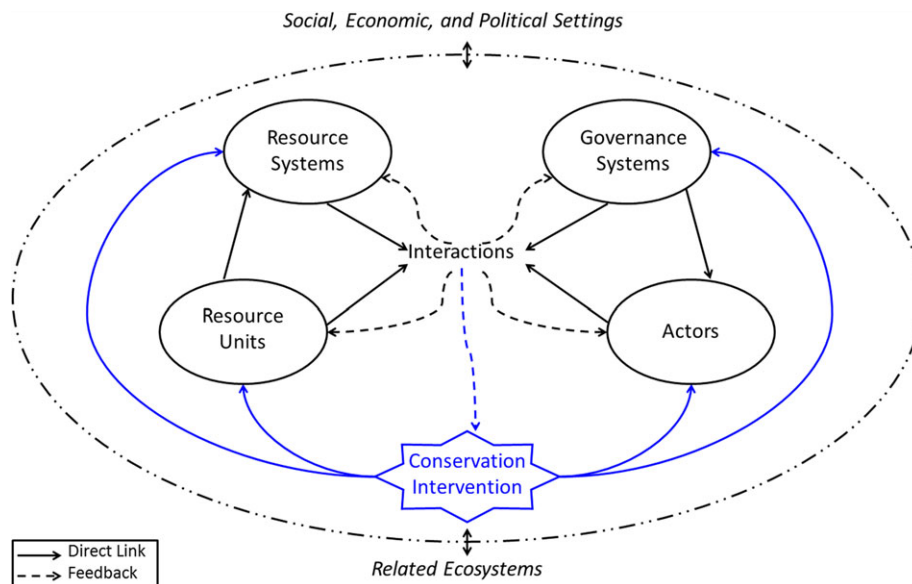 Social, Economic, and Political Settings
Resource
Systems
Governance
Systems
Interactions
Resource
Units
Actors
Conservation
Intervention
Direct Link
Feedback
Related Ecosystems